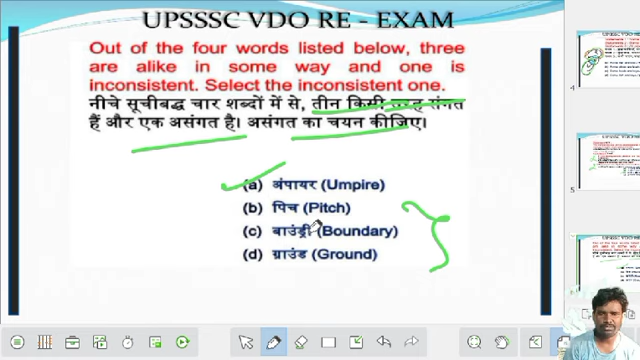 UPSSSC VDO RE - EXAM
Out of the four words listed below, three
are alike in some way and one is
inconsistent. Select the inconsistent one.
नीचे सूचीबद्ध चार शब्दों में से, तीन किसी तरह संगत
हैं और एक असंगत है। असंगत का चयन कीजिए।
(a) अंपायर (Umpire)
(b) पिच (Pitch)
(c) बाउंड्री (Boundary)
(d) ग्राउंड (Ground)
5